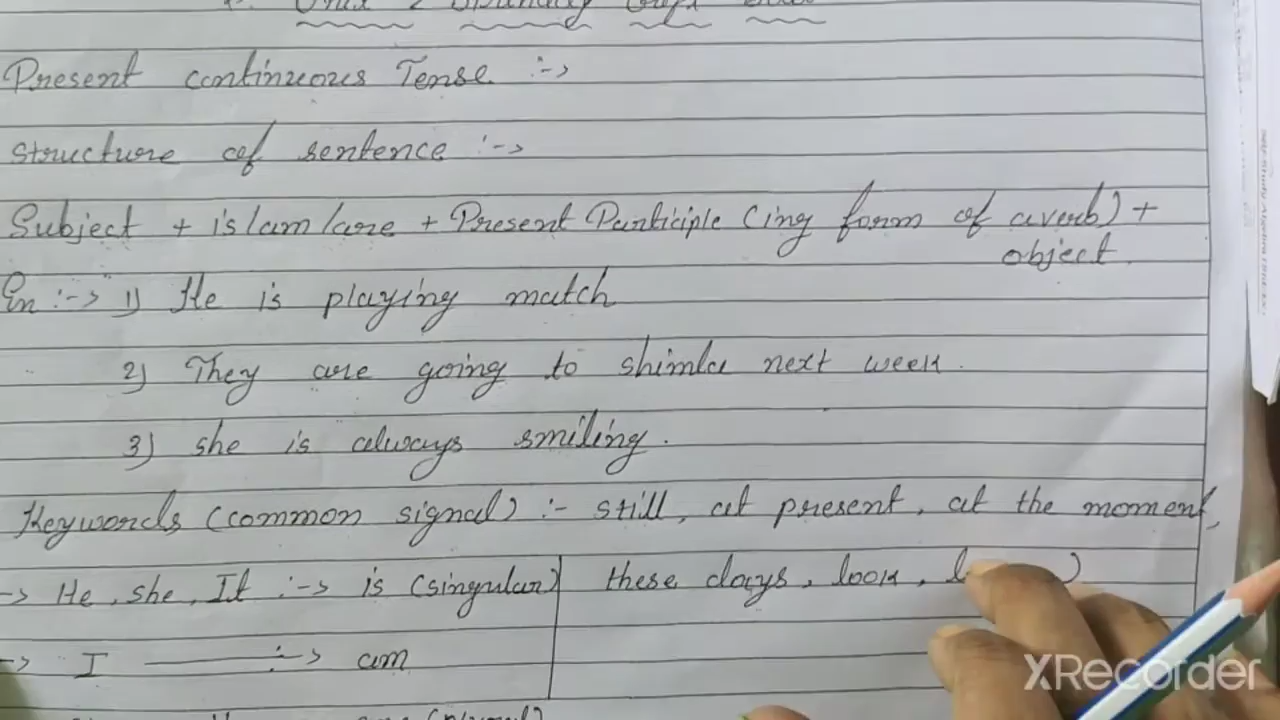 Present continuous Tense :->
structure of sentence :->
Subject + is/am/are + Present Participle (ing form of a verb) +
object.
En :-> 1) He is playing match
2) They are going to shimla next week.
3) she is always smiling.
Keywords (common signal) :- still, at present, at the moment,
these days, look,
-> He, she, It :-> is (singular)
-> I :-> am
XRecorder